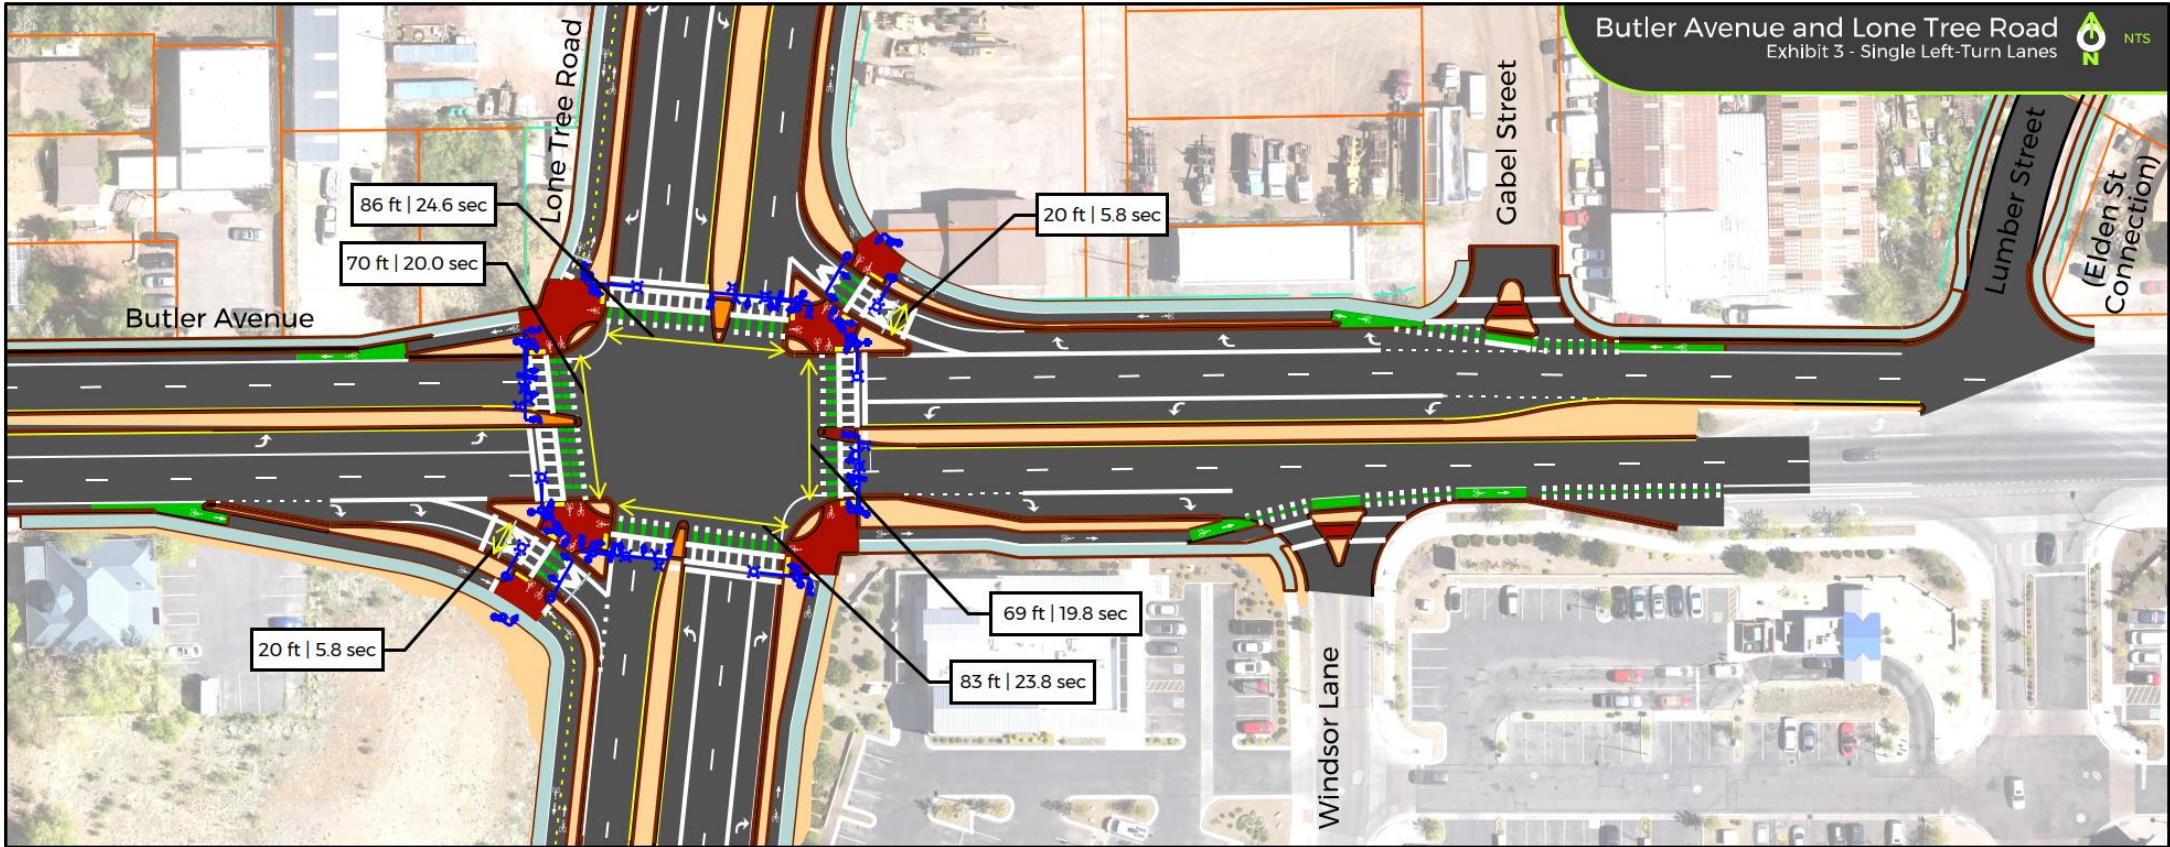 Butler Avenue and Lone Tree Road
Exhibit 3 - Single Left-Turn Lanes
N
NTS
Lone Tree Road
Gabel Street
Lumber Street
(Elden St
Connection)
86 ft | 24.6 sec
20 ft | 5.8 sec
70 ft | 20.0 sec
Butler Avenue
69 ft | 19.8 sec
20 ft | 5.8 sec
83 ft | 23.8 sec
Windsor Lane